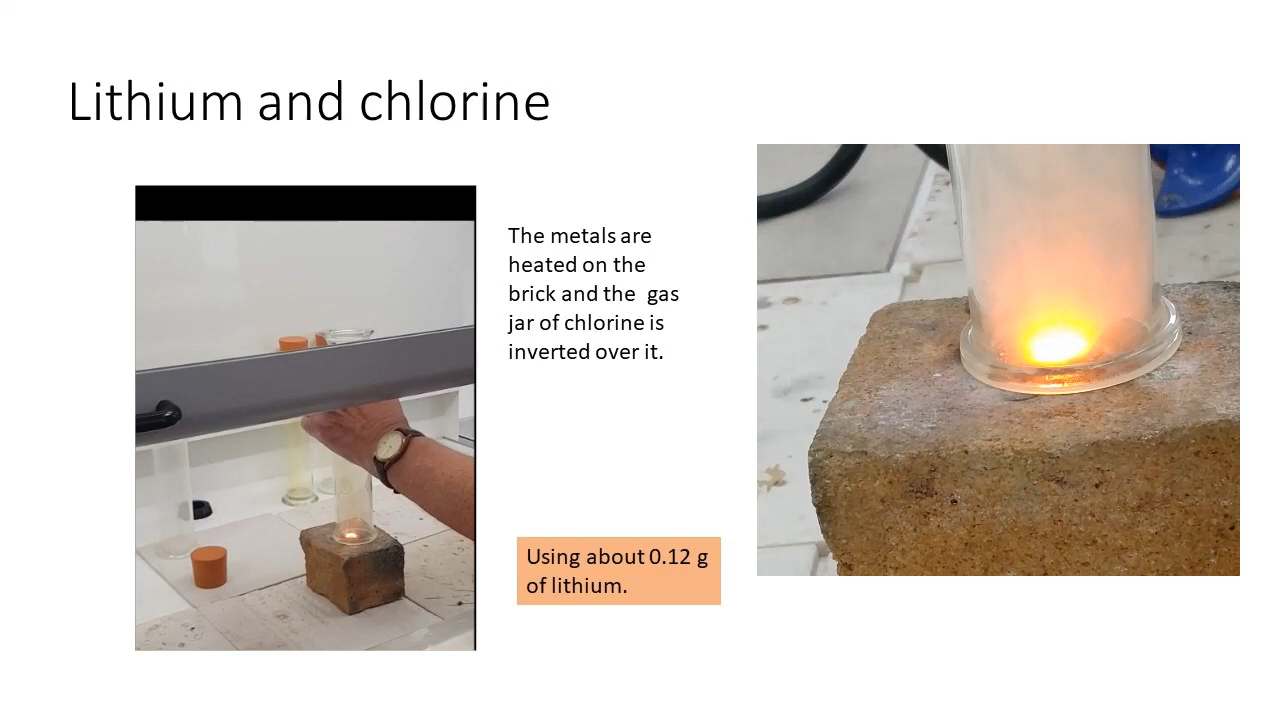 Lithium and chlorine
The metals are
heated on the
brick and the  gas
jar of chlorine is
inverted over it.
Using about 0.12 g
of lithium.